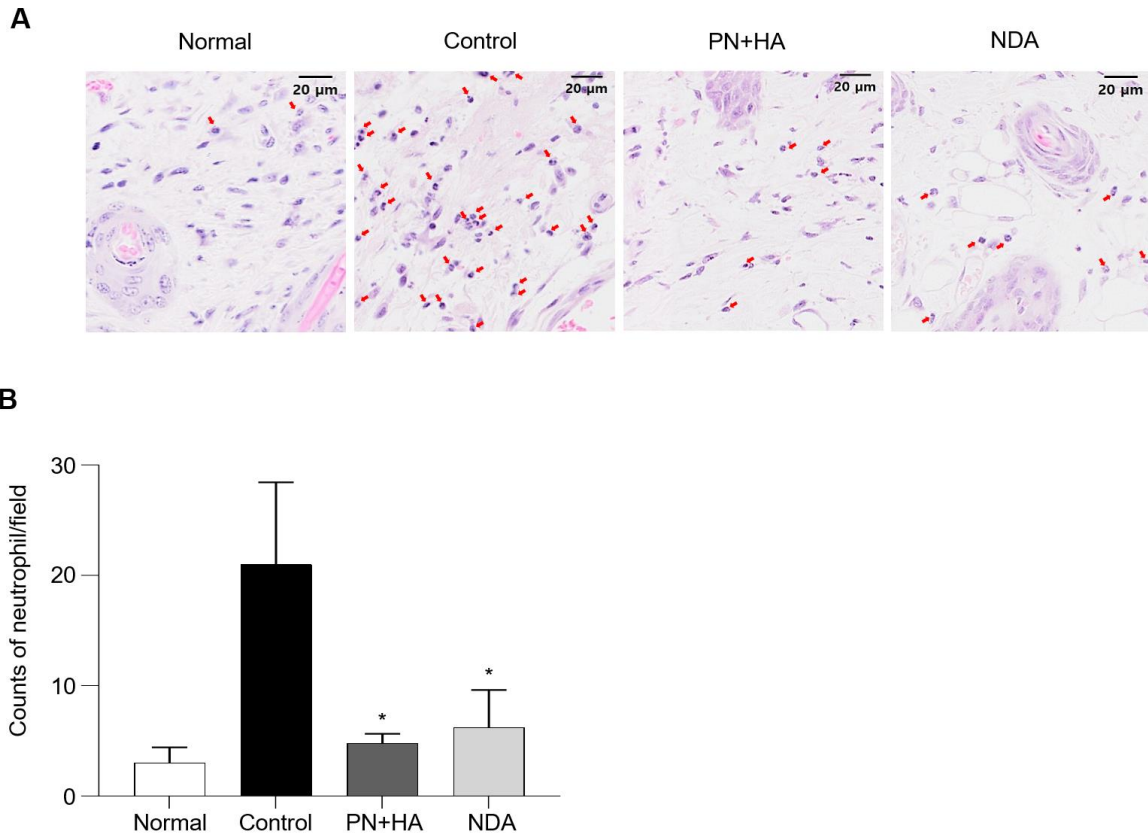 A
Normal Control PN+HA NDA
20 μm 20 μm 20 μm 20 μm
B
Counts of neutrophil/field
30
20
10
0
*
*
Normal Control PN+HA NDA